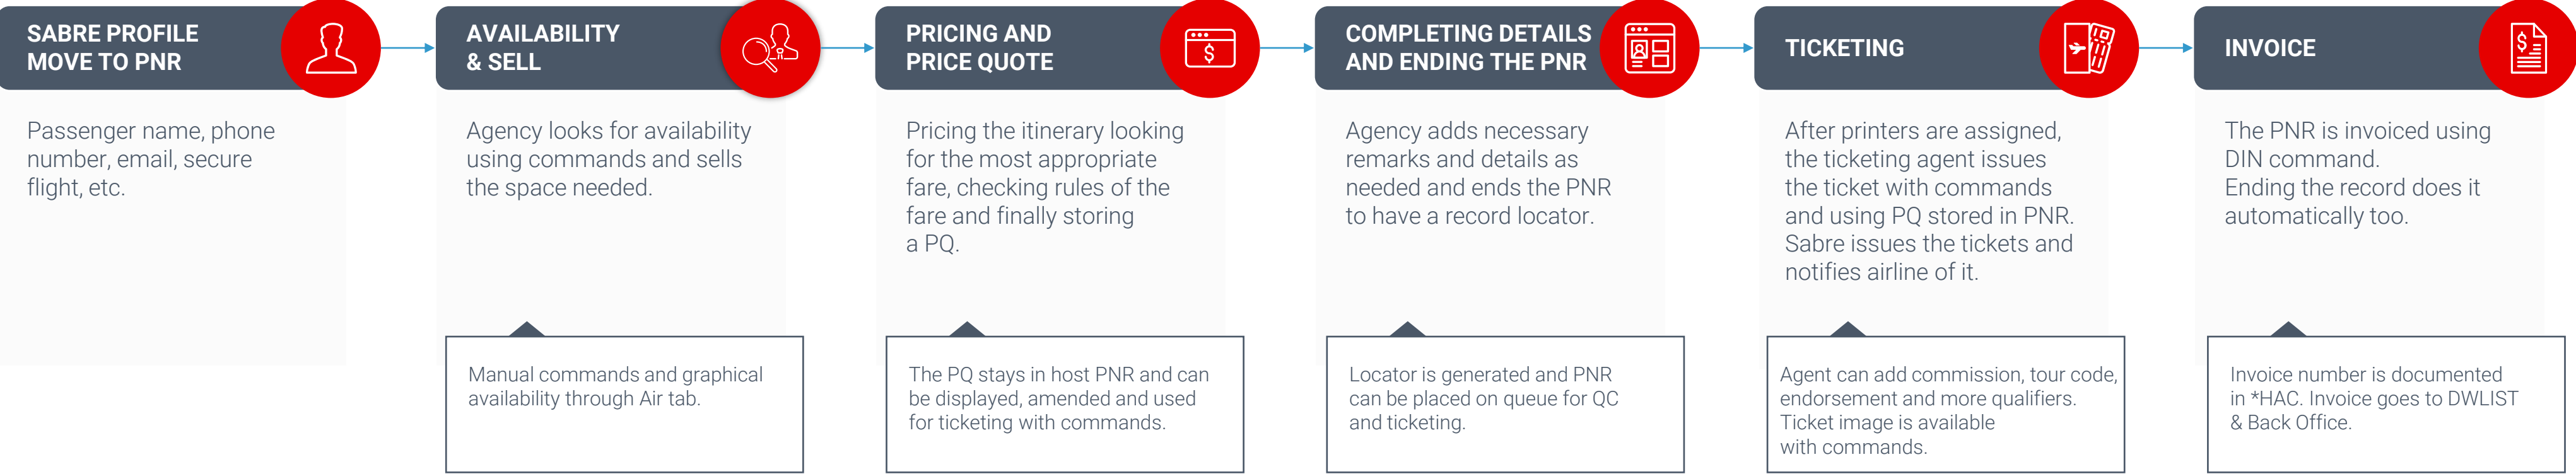 SABRE PROFILE
MOVE TO PNR
Passenger name, phone
number, email, secure
flight, etc.
AVAILABILITY
& SELL
Agency looks for availability
using commands and sells
the space needed.
Manual commands and graphical
availability through Air tab.
PRICING AND
PRICE QUOTE
$
Pricing the itinerary looking
for the most appropriate
fare, checking rules of the
fare and finally storing
a PQ.
The PQ stays in host PNR and can
be displayed, amended and used
for ticketing with commands.
COMPLETING DETAILS
AND ENDING THE PNR
Agency adds necessary
remarks and details as
needed and ends the PNR
to have a record locator.
Locator is generated and PNR
can be placed on queue for QC
and ticketing.
TICKETING
After printers are assigned,
the ticketing agent issues
the ticket with commands
and using PQ stored in PNR.
Sabre issues the tickets and
notifies airline of it.
Agent can add commission, tour code,
endorsement and more qualifiers.
Ticket image is available
with commands.
INVOICE
$
The PNR is invoiced using
DIN command.
Ending the record does it
automatically too.
Invoice number is documented
in *HAC. Invoice goes to DWLIST
& Back Office.